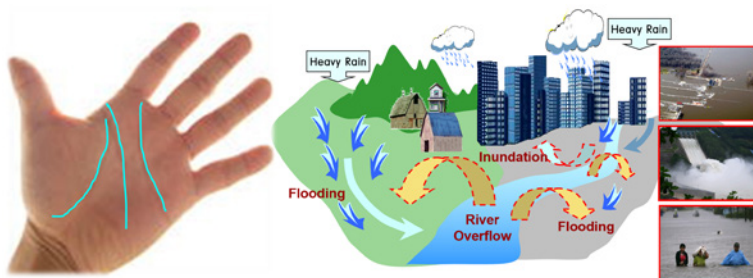 Heavy Rain
Heavy Rain
Inundation
Flooding
River
Overflow
Flooding